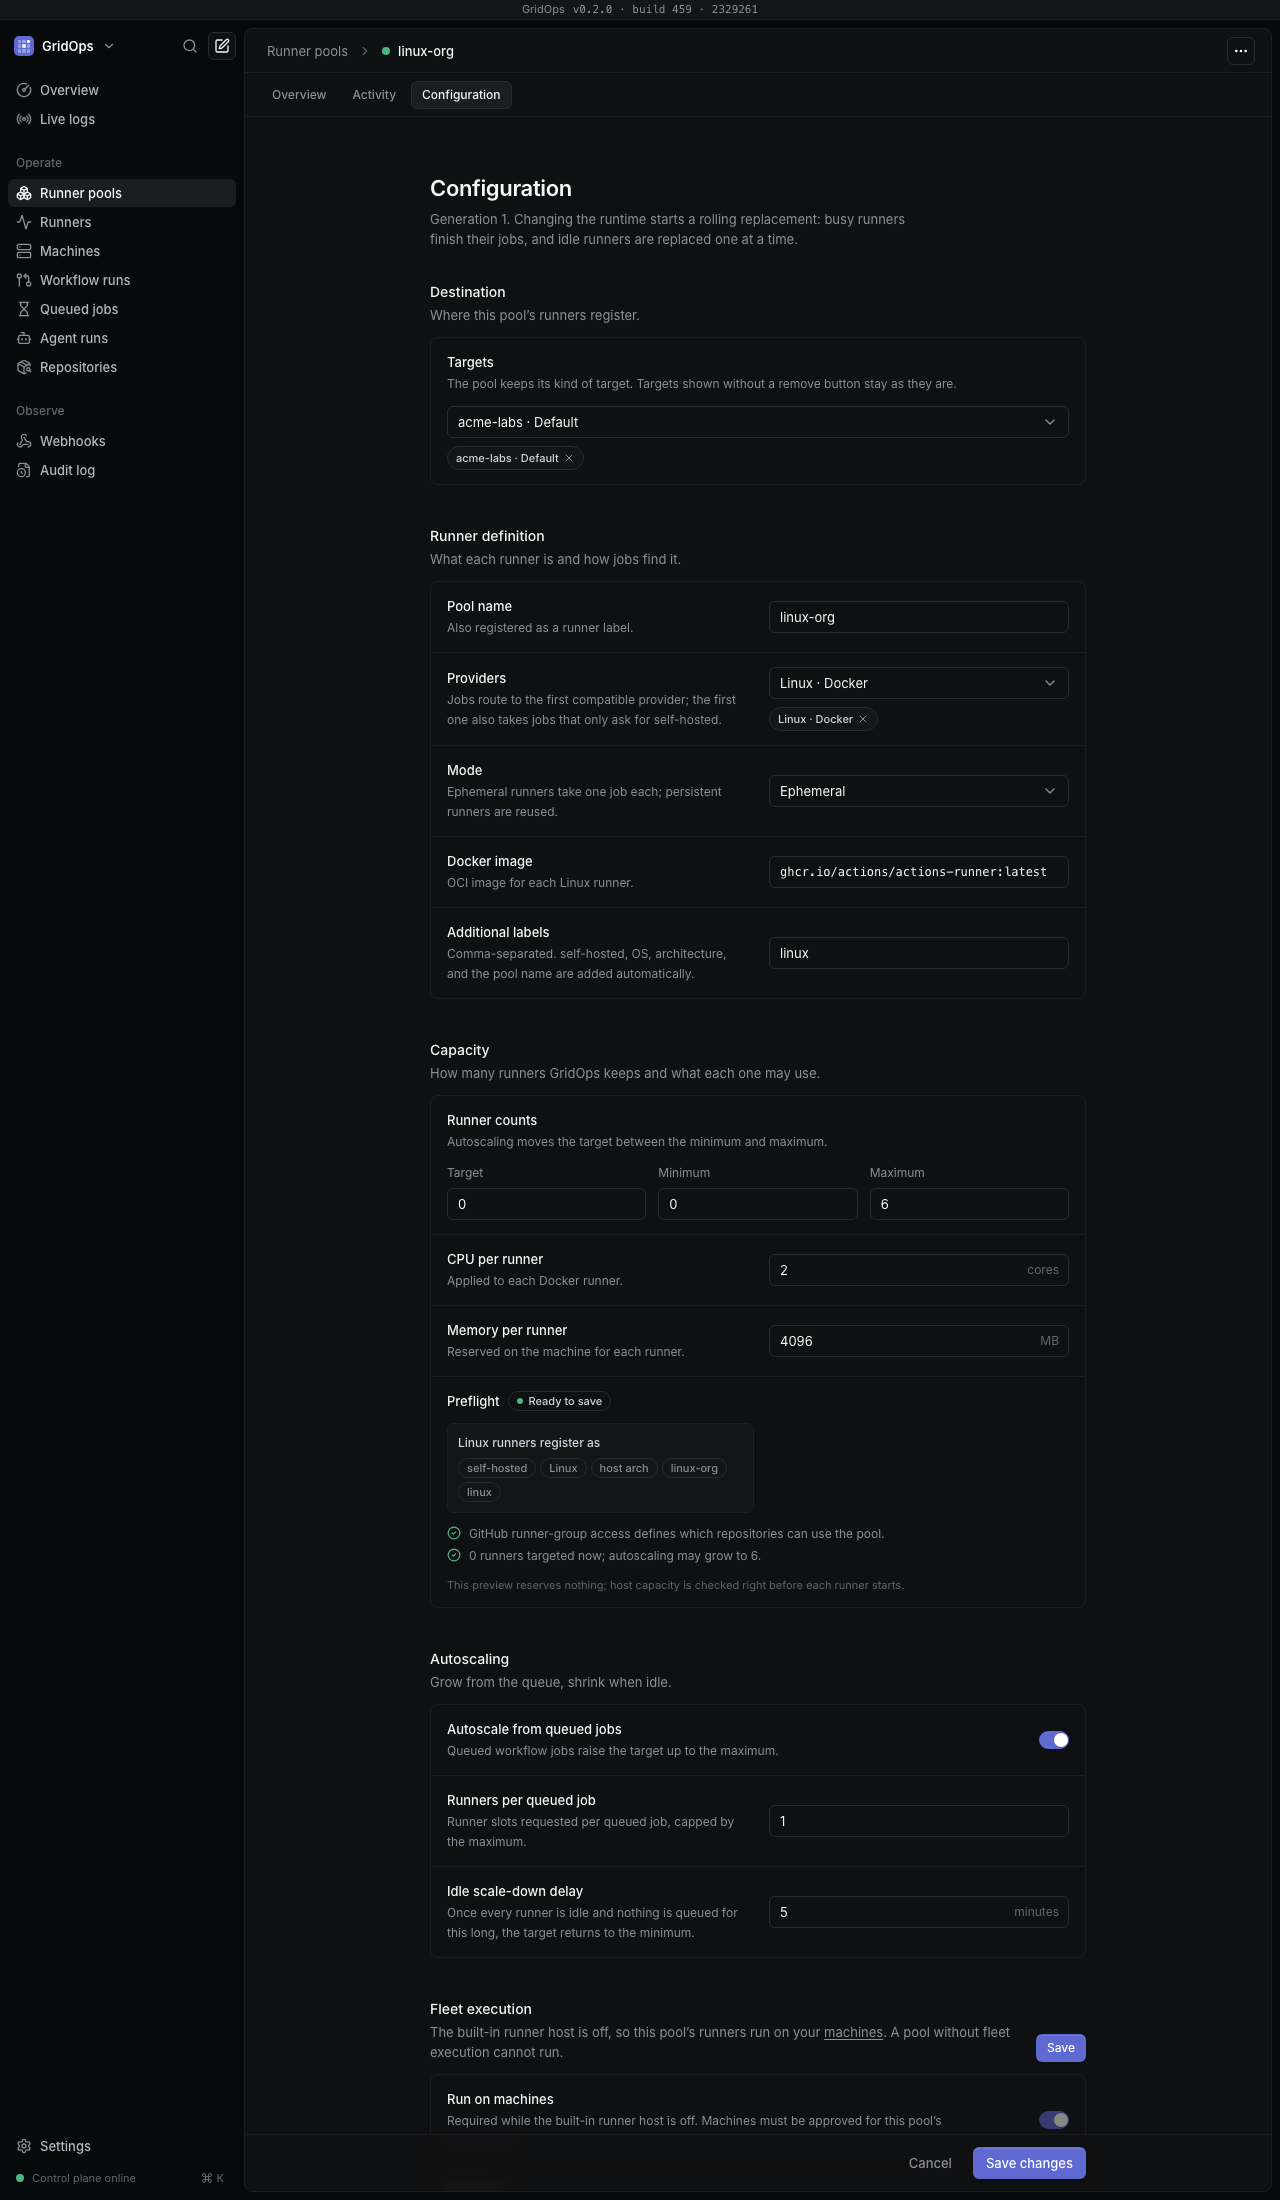 GridOps v0.2.0 · build 459 · 2329261
GridOps
Overview
Live logs
Operate
Runner pools
Runners
Machines
Workflow runs
Queued jobs
Agent runs
Repositories
Observe
Webhooks
Audit log
Settings
Control plane online
⌘ K
Runner pools
linux-org
Overview
Activity
Configuration
Configuration
Generation 1. Changing the runtime starts a rolling replacement: busy runners
finish their jobs, and idle runners are replaced one at a time.
Destination
Where this pool’s runners register.
Targets
The pool keeps its kind of target. Targets shown without a remove button stay as they are.
acme-labs · Default
acme-labs · Default
Runner definition
What each runner is and how jobs find it.
Pool name
Also registered as a runner label.
linux-org
Providers
Jobs route to the first compatible provider; the first
one also takes jobs that only ask for self-hosted.
Linux · Docker
Linux · Docker
Mode
Ephemeral runners take one job each; persistent
runners are reused.
Ephemeral
Docker image
OCI image for each Linux runner.
ghcr.io/actions/actions-runner:latest
Additional labels
Comma-separated. self-hosted, OS, architecture,
and the pool name are added automatically.
linux
Capacity
How many runners GridOps keeps and what each one may use.
Runner counts
Autoscaling moves the target between the minimum and maximum.
Target
Minimum
Maximum
0
0
6
CPU per runner
Applied to each Docker runner.
2
cores
Memory per runner
Reserved on the machine for each runner.
4096
MB
Preflight
Ready to save
Linux runners register as
self-hosted
Linux
host arch
linux-org
linux
GitHub runner-group access defines which repositories can use the pool.
0 runners targeted now; autoscaling may grow to 6.
This preview reserves nothing; host capacity is checked right before each runner starts.
Autoscaling
Grow from the queue, shrink when idle.
Autoscale from queued jobs
Queued workflow jobs raise the target up to the maximum.
Runners per queued job
Runner slots requested per queued job, capped by
the maximum.
1
Idle scale-down delay
Once every runner is idle and nothing is queued for
this long, the target returns to the minimum.
5
minutes
Fleet execution
The built-in runner host is off, so this pool’s runners run on your machines. A pool without fleet
execution cannot run.
Save
Run on machines
Required while the built-in runner host is off. Machines must be approved for this pool’s
Cancel
Save changes